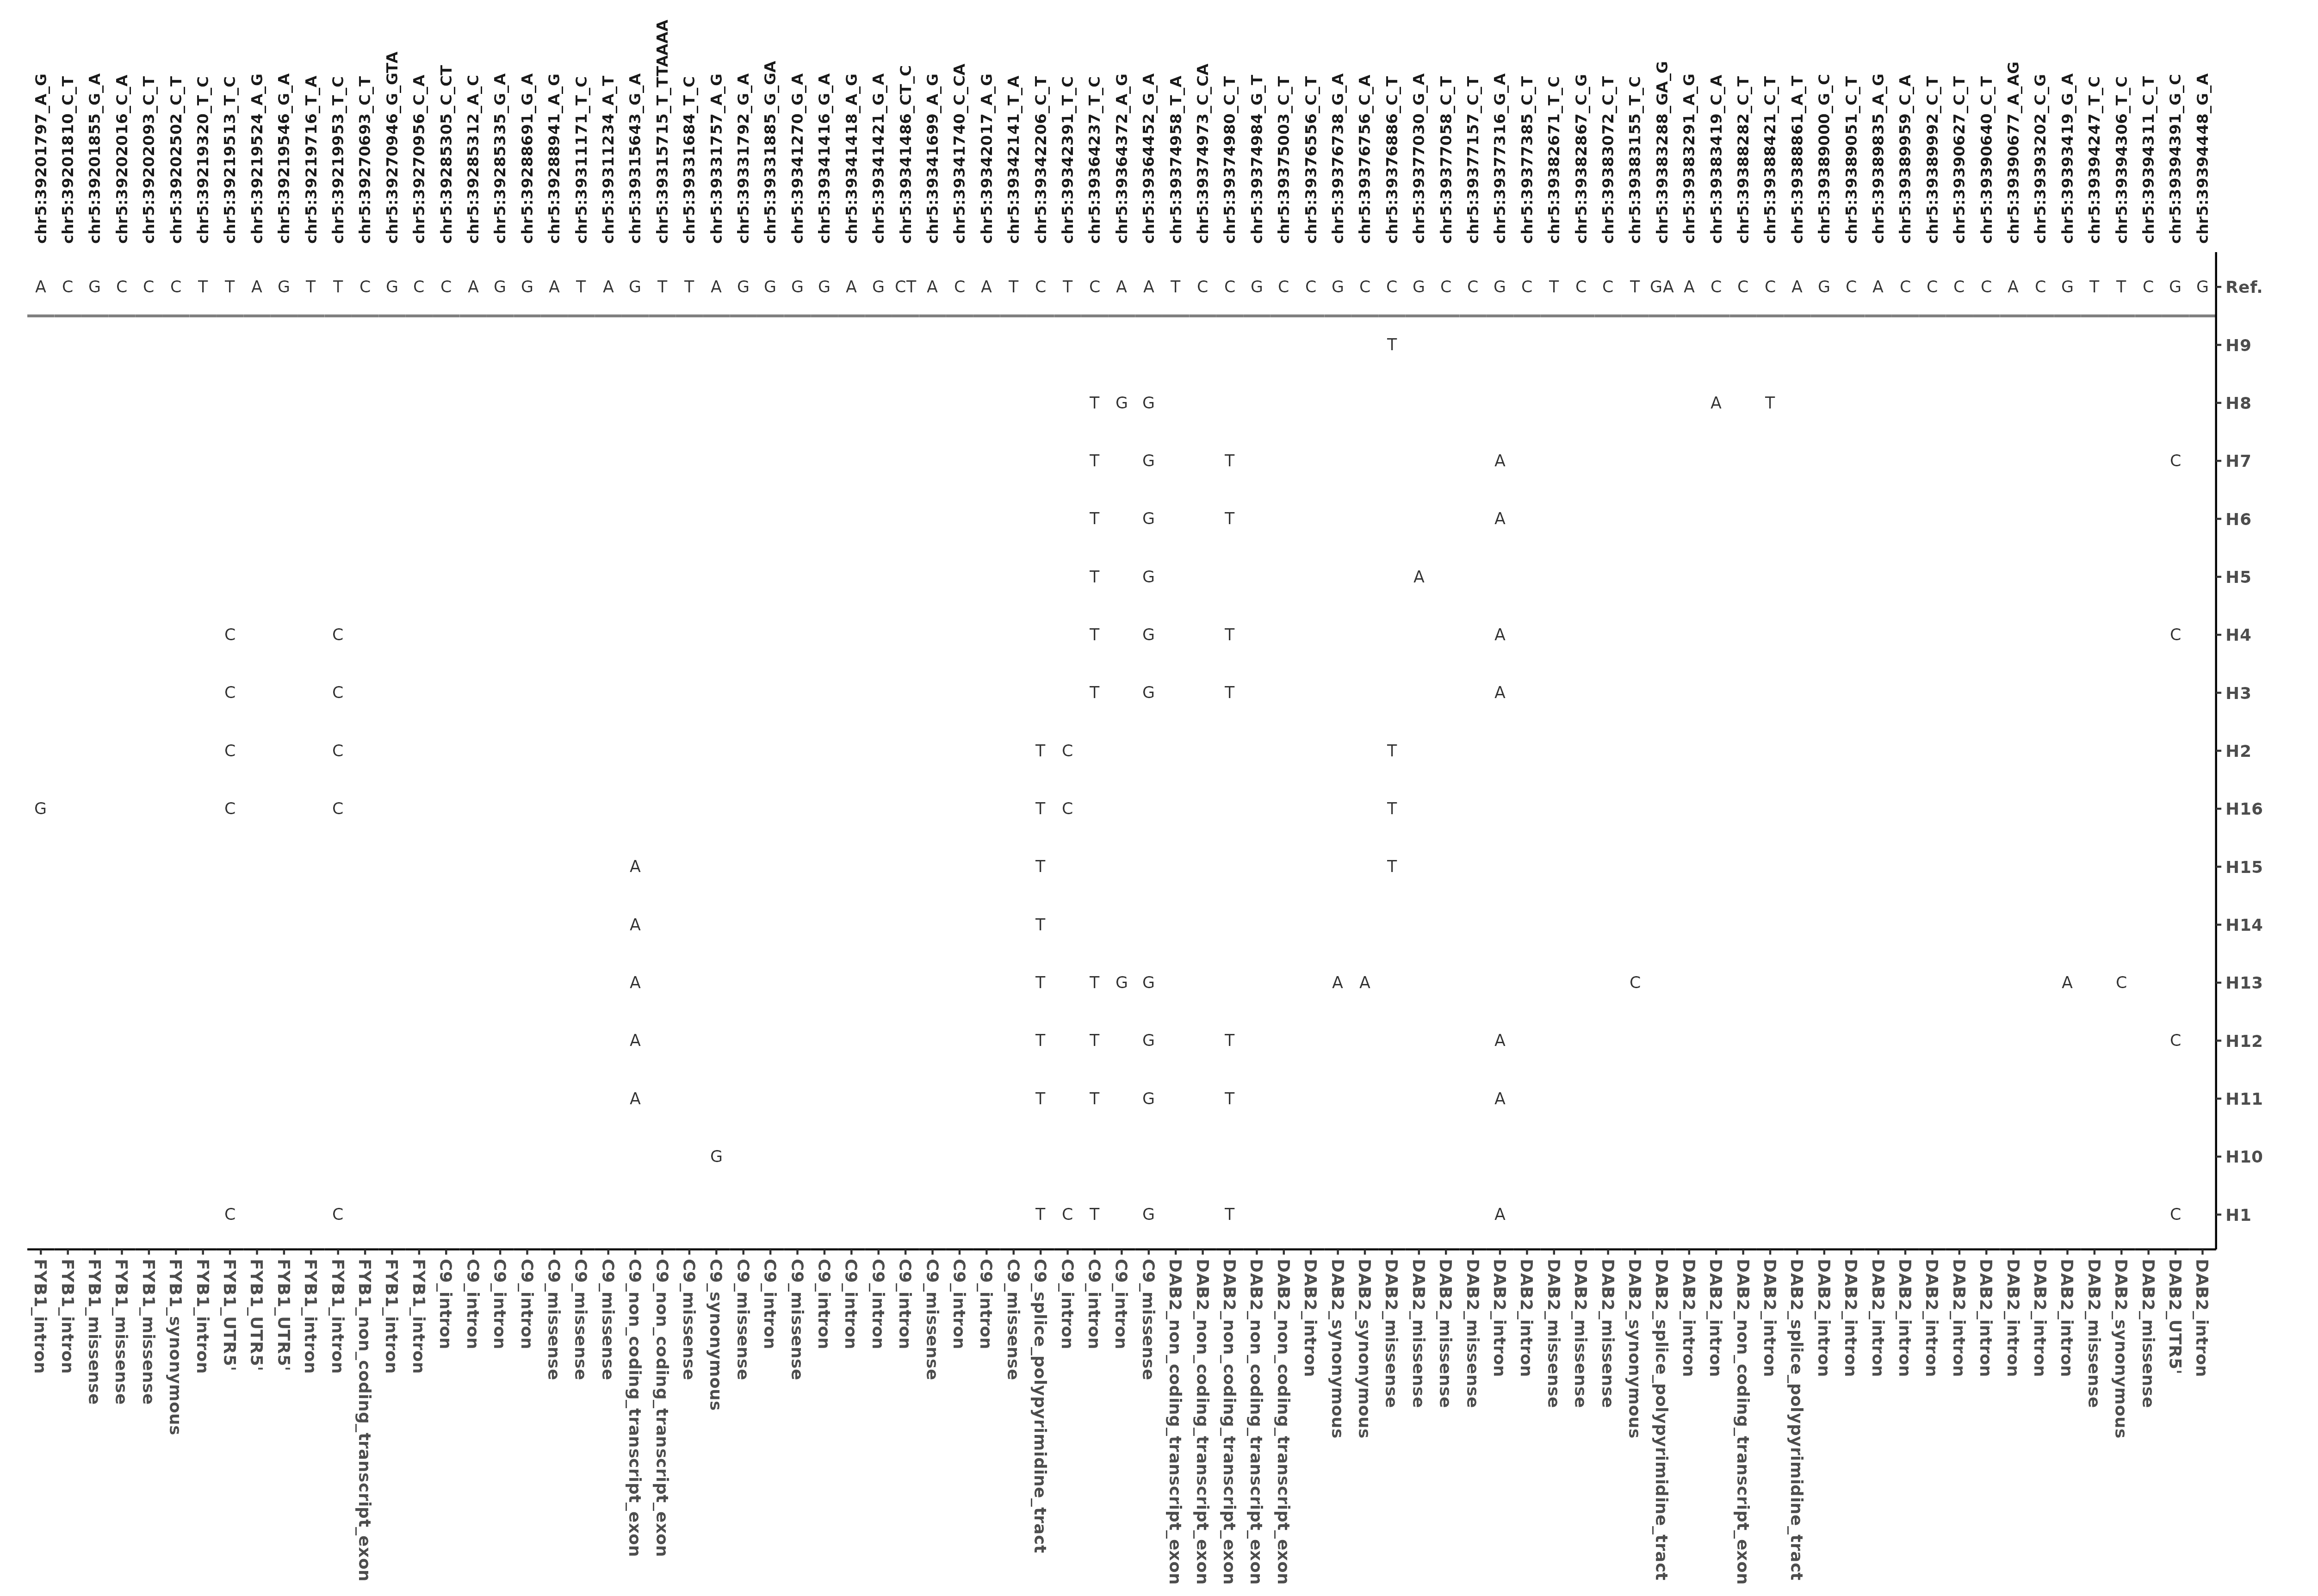 chr5:39201797_A_G
chr5:39201810_C_T
chr5:39201855_G_A
chr5:39202016_C_A
chr5:39202093_C_T
chr5:39202502_C_T
chr5:39219320_T_C
chr5:39219513_T_C
chr5:39219524_A_G
chr5:39219546_G_A
chr5:39219716_T_A
chr5:39219953_T_C
chr5:39270693_C_T
chr5:39270946_G_GTA
chr5:39270956_C_A
chr5:39285305_C_CT
chr5:39285312_A_C
chr5:39285335_G_A
chr5:39288691_G_A
chr5:39288941_A_G
chr5:39311171_T_C
chr5:39311234_A_T
chr5:39315643_G_A
chr5:39315715_T_TTAAAA
chr5:39331684_T_C
chr5:39331757_A_G
chr5:39331792_G_A
chr5:39331885_G_GA
chr5:39341270_G_A
chr5:39341416_G_A
chr5:39341418_A_G
chr5:39341421_G_A
chr5:39341486_CT_C
chr5:39341699_A_G
chr5:39341740_C_CA
chr5:39342017_A_G
chr5:39342141_T_A
chr5:39342206_C_T
chr5:39342391_T_C
chr5:39364237_T_C
chr5:39364372_A_G
chr5:39364452_G_A
chr5:39374958_T_A
chr5:39374973_C_CA
chr5:39374980_C_T
chr5:39374984_G_T
chr5:39375003_C_T
chr5:39376556_C_T
chr5:39376738_G_A
chr5:39376756_C_A
chr5:39376886_C_T
chr5:39377030_G_A
chr5:39377058_C_T
chr5:39377157_C_T
chr5:39377316_G_A
chr5:39377385_C_T
chr5:39382671_T_C
chr5:39382867_C_G
chr5:39383072_C_T
chr5:39383155_T_C
chr5:39383288_GA_G
chr5:39383291_A_G
chr5:39383419_C_A
chr5:39388282_C_T
chr5:39388421_C_T
chr5:39388861_A_T
chr5:39389000_G_C
chr5:39389051_C_T
chr5:39389835_A_G
chr5:39389959_C_A
chr5:39389992_C_T
chr5:39390627_C_T
chr5:39390640_C_T
chr5:39390677_A_AG
chr5:39393202_C_G
chr5:39393419_G_A
chr5:39394247_T_C
chr5:39394306_T_C
chr5:39394311_C_T
chr5:39394391_G_C
chr5:39394448_G_A
A C G C C C T T A G T T C G C C A G G A T A G T T A G G G G A G CT A C A T C T C A A T C C G C C G C C G C C G C T C C T GA A C C C A G C A C C C C A C G T T C G G Ref.
T H9
T G G A T H8
T G T A C H7
T G T A H6
T G A H5
C C T G T A C H4
C C T G T A H3
C C T C T H2
G C C T C T H16
A T T H15
A T H14
A T T G G A A C A C H13
A T T G T A C H12
A T T G T A H11
G H10
C C T C T G T A C H1
FYB1_intron
FYB1_intron
FYB1_missense
FYB1_missense
FYB1_missense
FYB1_synonymous
FYB1_intron
FYB1_UTR5'
FYB1_UTR5'
FYB1_UTR5'
FYB1_intron
FYB1_intron
FYB1_non_coding_transcript_exon
FYB1_intron
FYB1_intron
C9_intron
C9_intron
C9_intron
C9_intron
C9_missense
C9_missense
C9_missense
C9_non_coding_transcript_exon
C9_non_coding_transcript_exon
C9_missense
C9_synonymous
C9_missense
C9_intron
C9_missense
C9_intron
C9_intron
C9_intron
C9_intron
C9_missense
C9_intron
C9_intron
C9_missense
C9_splice_polypyrimidine_tract
C9_intron
C9_intron
C9_intron
C9_missense
DAB2_non_coding_transcript_exon
DAB2_non_coding_transcript_exon
DAB2_non_coding_transcript_exon
DAB2_non_coding_transcript_exon
DAB2_non_coding_transcript_exon
DAB2_intron
DAB2_synonymous
DAB2_synonymous
DAB2_missense
DAB2_missense
DAB2_missense
DAB2_missense
DAB2_intron
DAB2_intron
DAB2_missense
DAB2_missense
DAB2_missense
DAB2_synonymous
DAB2_splice_polypyrimidine_tract
DAB2_intron
DAB2_intron
DAB2_non_coding_transcript_exon
DAB2_intron
DAB2_splice_polypyrimidine_tract
DAB2_intron
DAB2_intron
DAB2_intron
DAB2_intron
DAB2_intron
DAB2_intron
DAB2_intron
DAB2_intron
DAB2_intron
DAB2_intron
DAB2_missense
DAB2_synonymous
DAB2_missense
DAB2_UTR5'
DAB2_intron